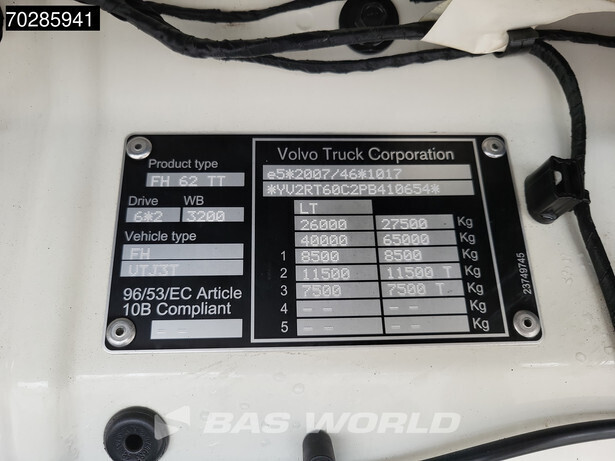 70285941
Product type
FH 62 TT
Drive WB
6*2 3200
Vehicle type
FH
VTJ3T
96/53/EC Article
10B Compliant
-- --
Volvo Truck Corporation
e5*2007/46*1017
*YV2RT60C2PB410654*
LT
26000 27500 Kg
40000 65000 Kg
1 8500 8500 Kg
2 11500 11500 T Kg
3 7500 7500 T Kg
4 -- -- -- -- Kg
5 -- -- -- -- Kg
23749745
BAS WORLD